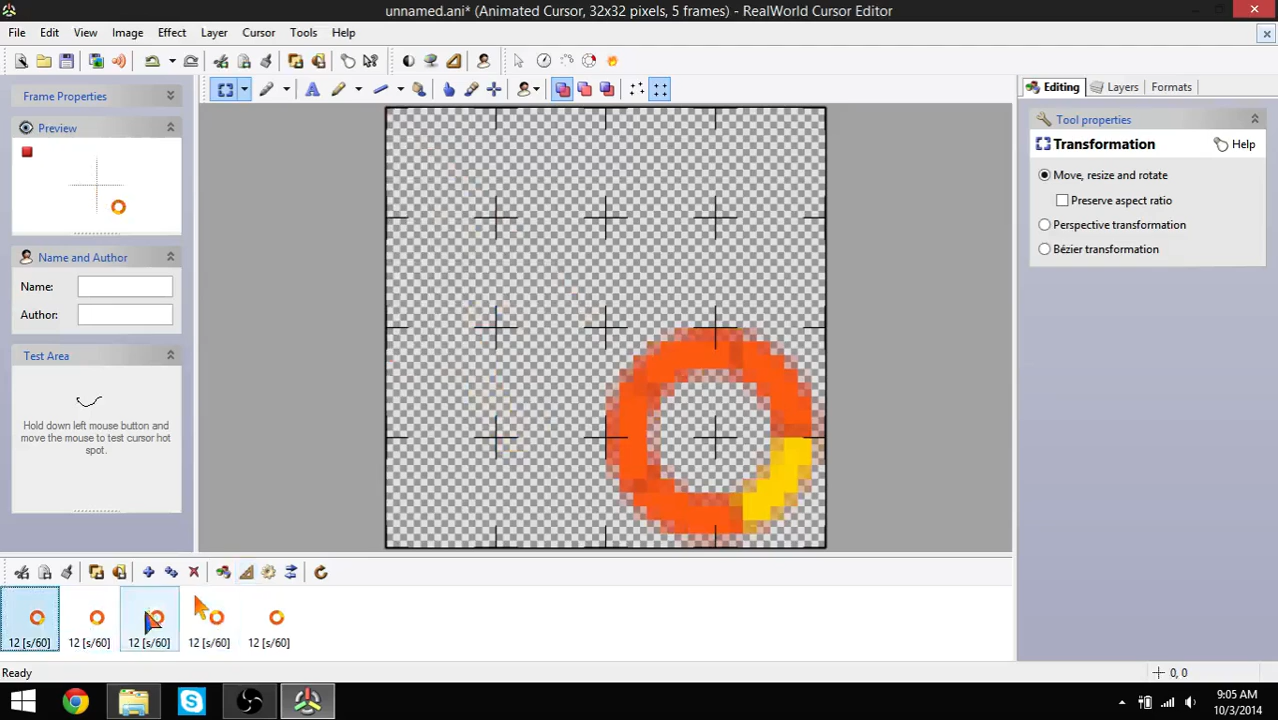 unnamed.ani* (Animated Cursor, 32x32 pixels, 5 frames) - RealWorld Cursor Editor
File Edit View Image Effect Layer Cursor Tools Help
Frame Properties
Preview
Name and Author
Name:
Author:
Test Area
Hold down left mouse button and
move the mouse to test cursor hot
spot.
Editing Layers Formats
Tool properties
Transformation Help
Move, resize and rotate
Preserve aspect ratio
Perspective transformation
Bézier transformation
12 [s/60] 12 [s/60] 12 [s/60] 12 [s/60] 12 [s/60]
Ready
0, 0
9:05 AM
10/3/2014